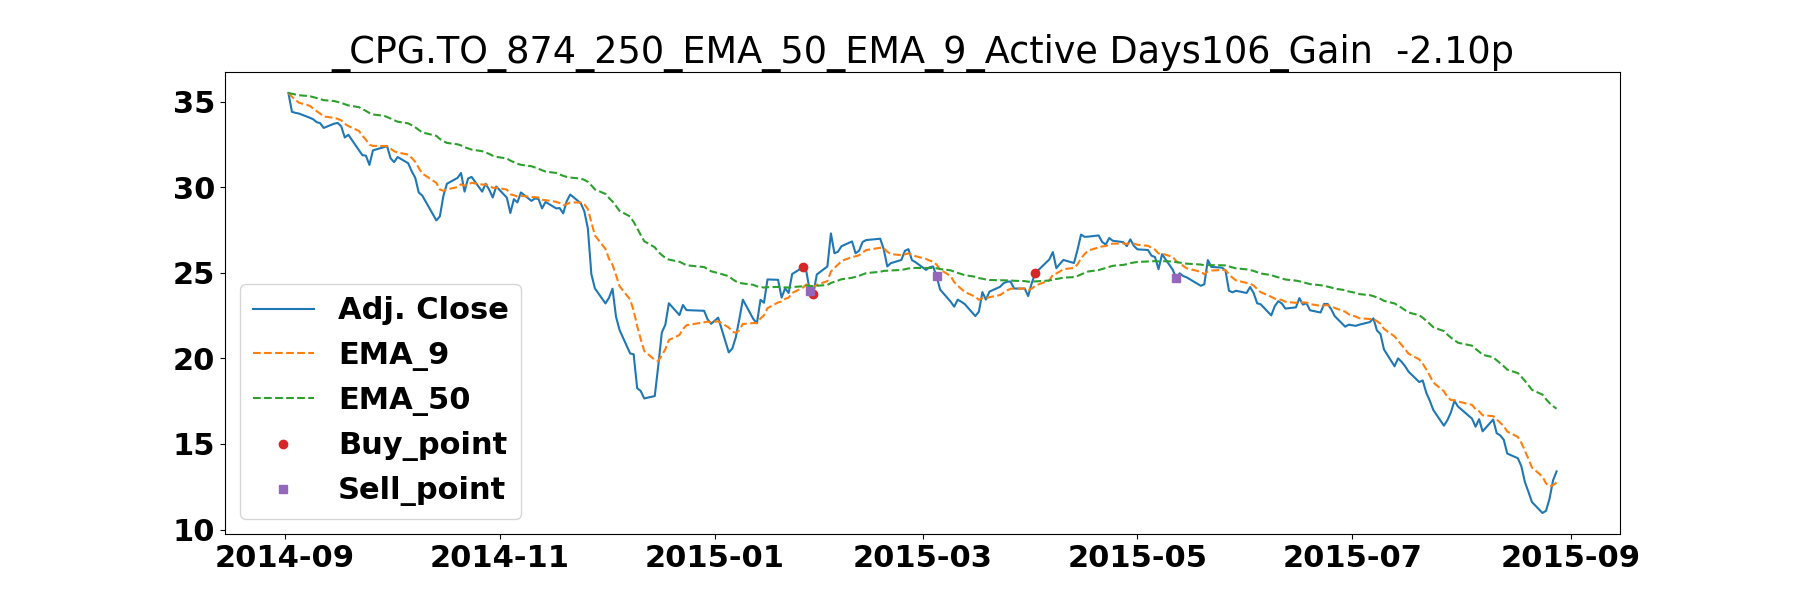 _CPG.TO_874_250_EMA_50_EMA_9_Active Days106_Gain  -2.10p
35
30
25
20
15
10
Adj. Close
EMA_9
EMA_50
Buy_point
Sell_point
2014-09 2014-11 2015-01 2015-03 2015-05 2015-07 2015-09